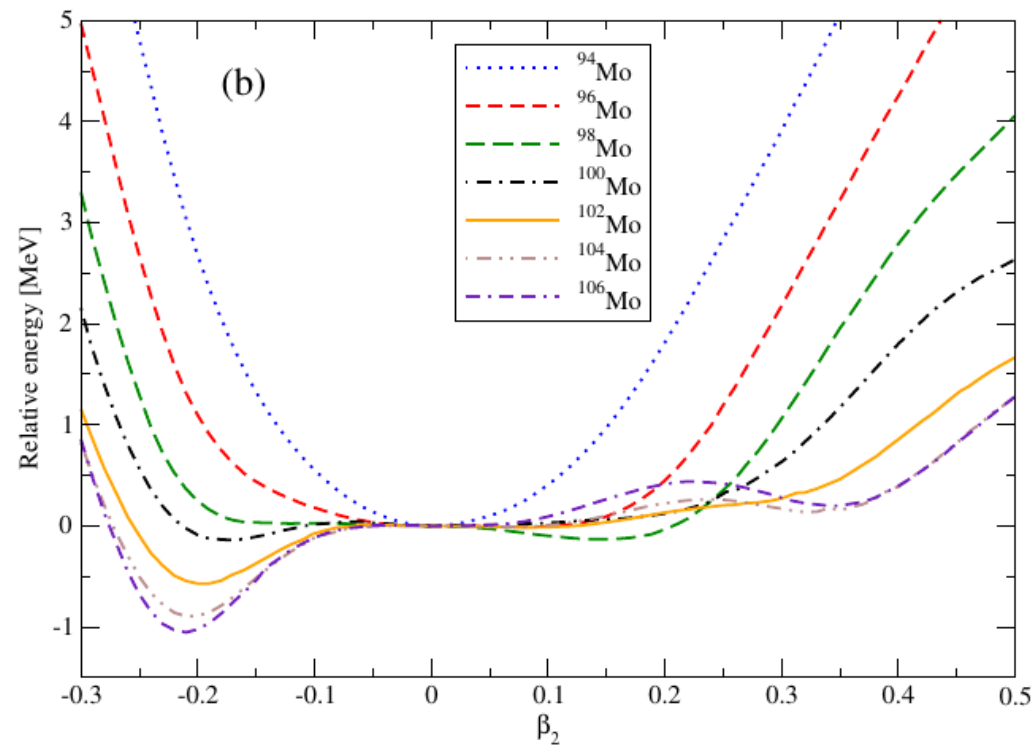 5
4
3
2
1
0
-1
Relative energy [MeV]
(b)
⁹⁴Mo
⁹⁶Mo
⁹⁸Mo
¹⁰⁰Mo
¹⁰²Mo
¹⁰⁴Mo
¹⁰⁶Mo
-0.3 -0.2 -0.1 0 0.1 0.2 0.3 0.4 0.5
β₂